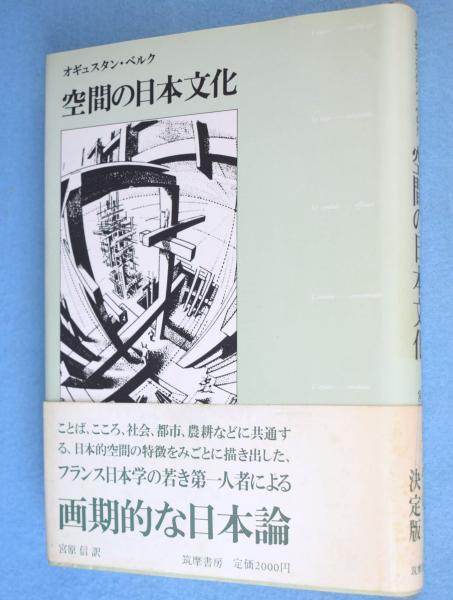 オギュスタン・ベルク
空間の日本文化
ことば、こころ、社会、都市、農耕などに共通す
る、日本的空間の特徴をみごとに描き出した、
フランス日本学の若き第一人者による
画期的な日本論
宮原 信 訳
筑摩書房 定価2000円
空間の日本文化
決定版
筑摩